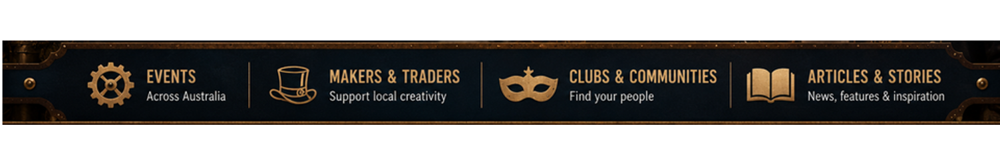 EVENTS
Across Australia
MAKERS & TRADERS
Support local creativity
CLUBS & COMMUNITIES
Find your people
ARTICLES & STORIES
News, features & inspiration